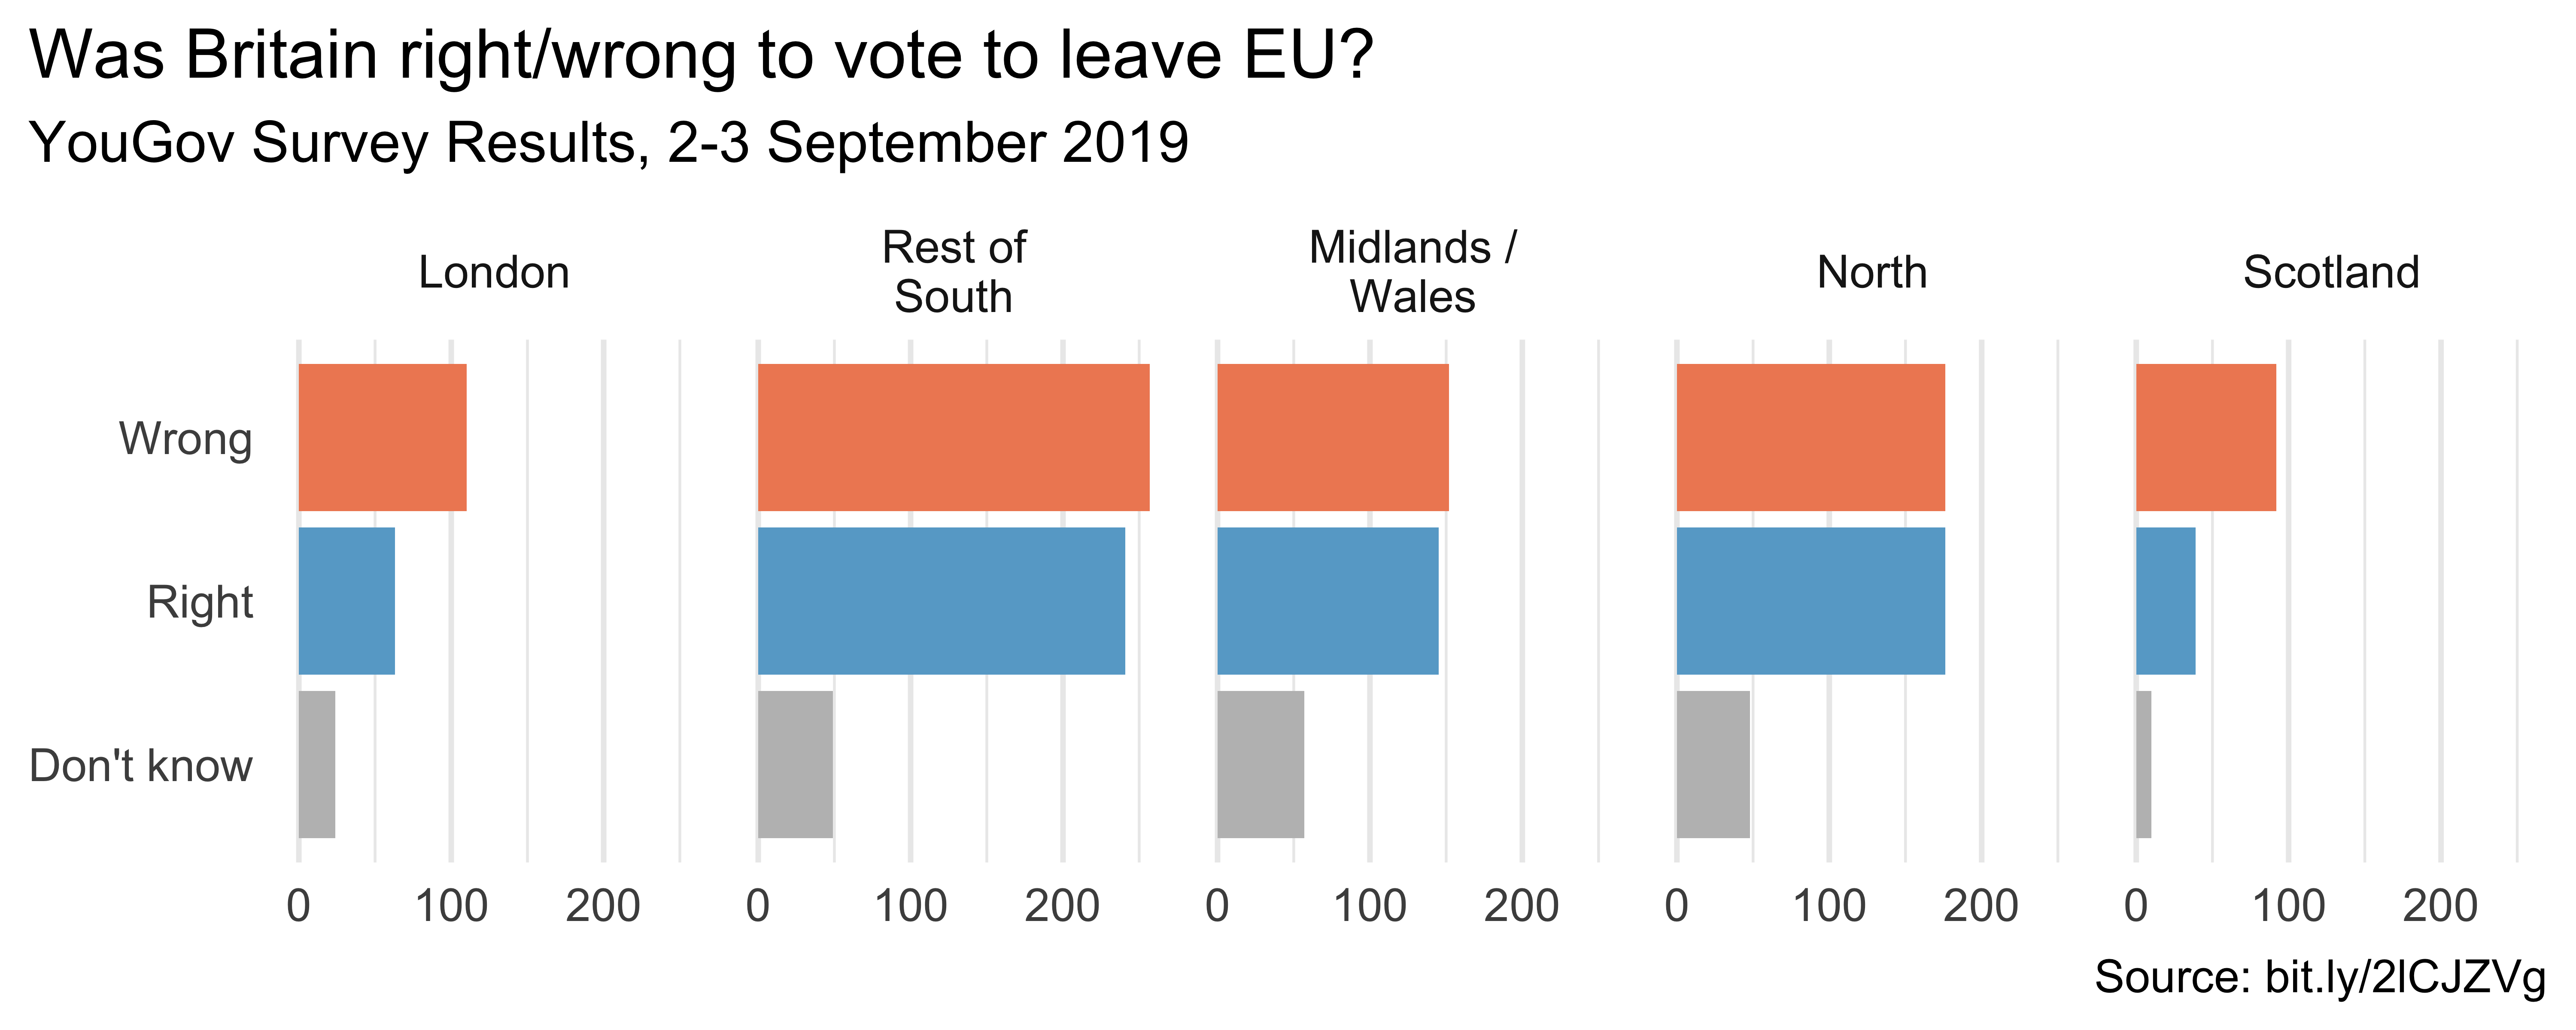 Was Britain right/wrong to vote to leave EU?
YouGov Survey Results, 2-3 September 2019
London
Rest of
South
Midlands /
Wales
North
Scotland
Wrong
Right
Don't know
0 100 200 0 100 200 0 100 200 0 100 200 0 100 200
Source: bit.ly/2lCJZVg